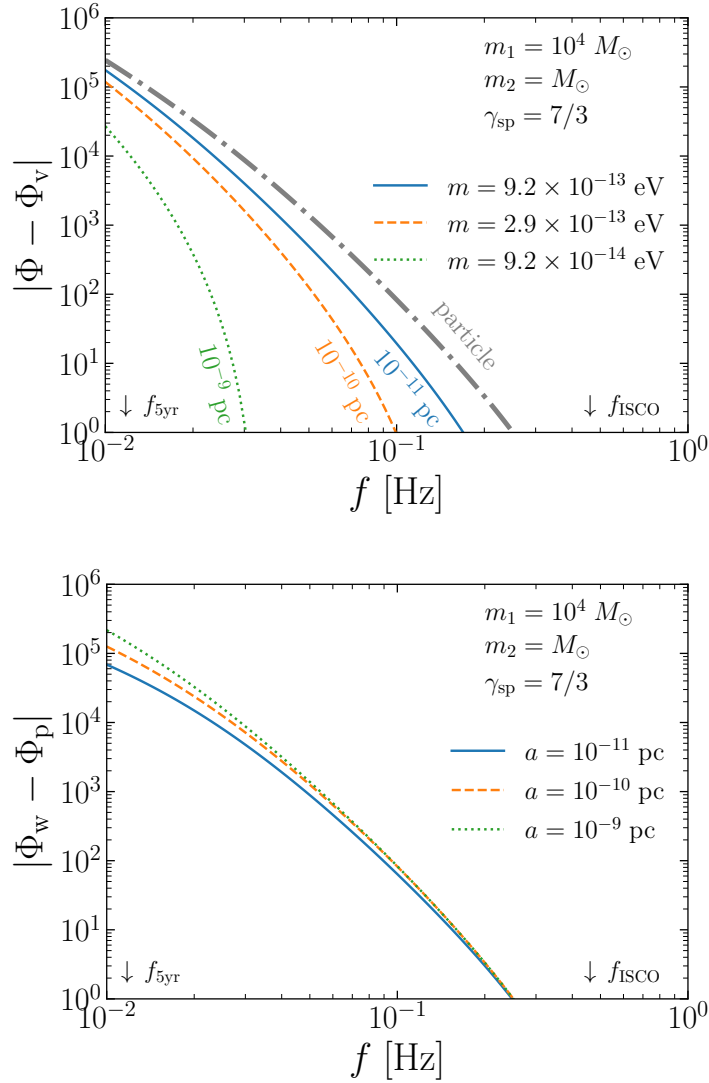 10^6
10^5
10^4
10^3
10^2
10^1
10^0
|Φ − Φ_v|
m_1 = 10^4 M_⊙
m_2 = M_⊙
γ_sp = 7/3
m = 9.2 × 10^−13 eV
m = 2.9 × 10^−13 eV
m = 9.2 × 10^−14 eV
particle
10^−9 pc
10^−10 pc
10^−11 pc
↓ f_5yr
↓ f_ISCO
10^−2
10^−1
10^0
f [Hz]
10^6
10^5
10^4
10^3
10^2
10^1
10^0
|Φ_w − Φ_p|
m_1 = 10^4 M_⊙
m_2 = M_⊙
γ_sp = 7/3
a = 10^−11 pc
a = 10^−10 pc
a = 10^−9 pc
↓ f_5yr
↓ f_ISCO
10^−2
10^−1
10^0
f [Hz]